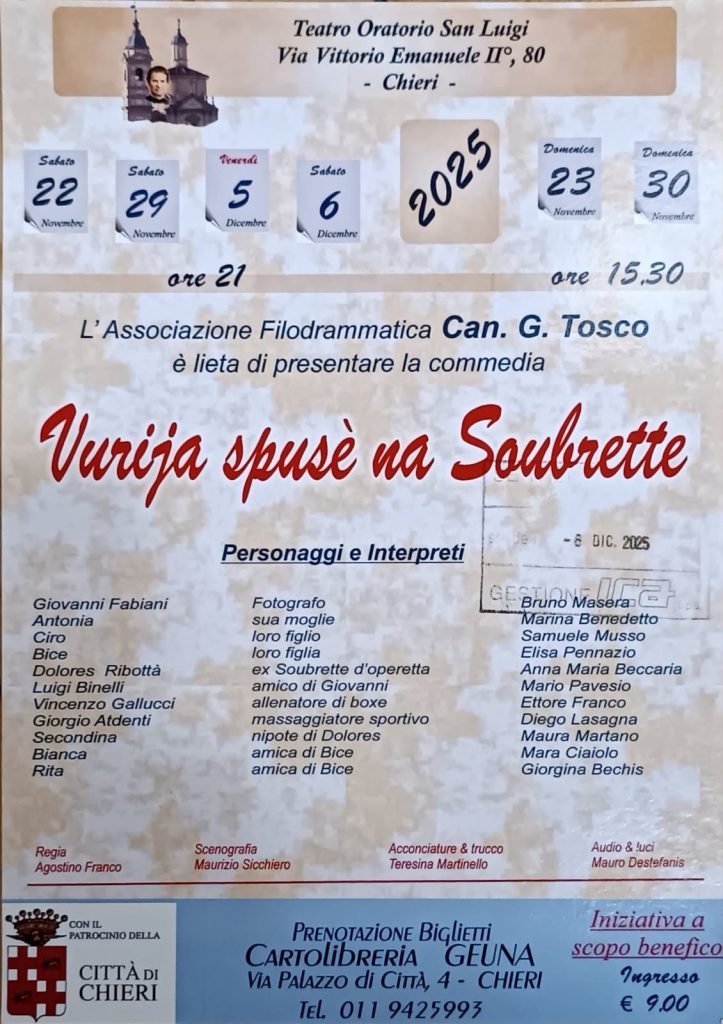 Teatro Oratorio San Luigi
Via Vittorio Emanuele II°, 80
- Chieri -
Sabato 22 Novembre
Sabato 29 Novembre
Venerdì 5 Dicembre
Sabato 6 Dicembre
2025
Domenica 23 Novembre
Domenica 30 Novembre
ore 21
ore 15.30
L'Associazione Filodrammatica Can. G. Tosco
è lieta di presentare la commedia
Vurija spusè na Soubrette
-8 DIC. 2025
GESTIONE ica
Personaggi e Interpreti
Giovanni Fabiani Fotografo Bruno Masera
Antonia sua moglie Marina Benedetto
Ciro loro figlio Samuele Musso
Bice loro figlia Elisa Pennazio
Dolores Ribottà ex Soubrette d'operetta Anna Maria Beccaria
Luigi Binelli amico di Giovanni Mario Pavesio
Vincenzo Gallucci allenatore di boxe Ettore Franco
Giorgio Atdenti massaggiatore sportivo Diego Lasagna
Secondina nipote di Dolores Maura Martano
Bianca amica di Bice Mara Ciaiolo
Rita amica di Bice Giorgina Bechis
Regia Scenografia Acconciature & trucco Audio & luci
Agostino Franco Maurizio Sicchiero Teresina Martinello Mauro Destefanis
CON IL
PATROCINIO DELLA
CITTÀ DI
CHIERI
Prenotazione Biglietti
Cartolibreria GEUNA
Via Palazzo di Città, 4 - CHIERI
Tel. 011 9425993
Iniziativa a
scopo benefico
Ingresso
€ 9,00